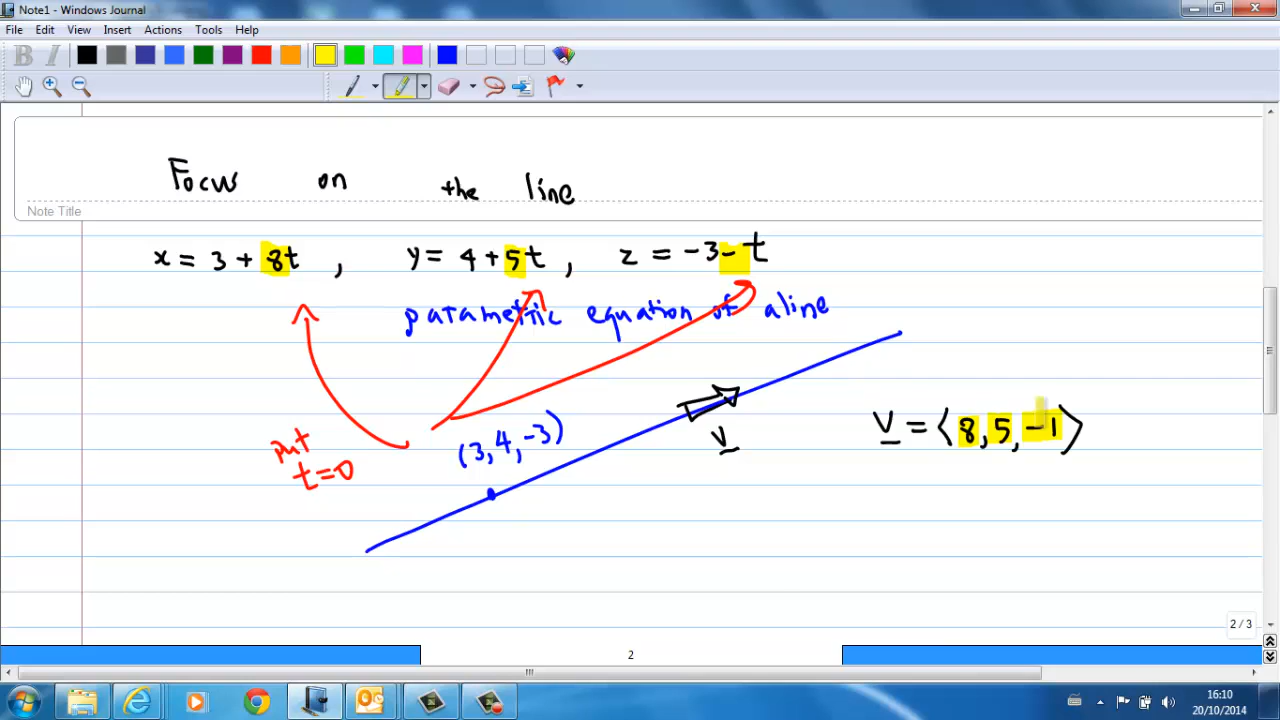 Note1 - Windows Journal
File Edit View Insert Actions Tools Help
B I
Focus on the line
Note Title
x = 3 + 8t , y = 4 + 5t , z = -3 - t
parametric equation of a line
(3, 4, -3)
v
v = ⟨8, 5, -1⟩
put
t = 0
2 / 3
2
16:10
20/10/2014